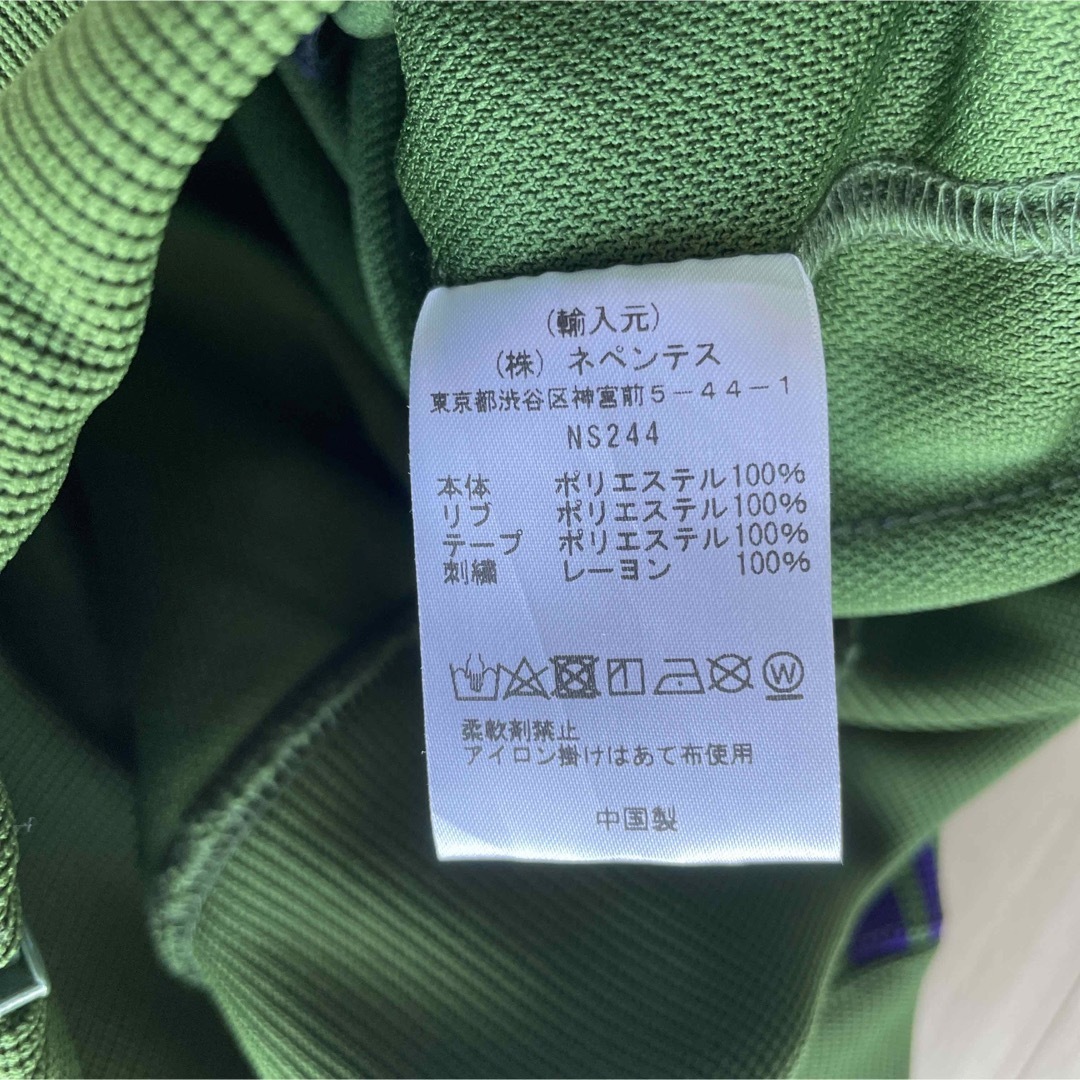 (輸入元)
(株) ネペンテス
東京都渋谷区神宮前5-44-1
NS244
本体 ポリエステル100%
リブ ポリエステル100%
テープ ポリエステル100%
刺繍 レーヨン 100%
W
柔軟剤禁止
アイロン掛けはあて布使用
中国製